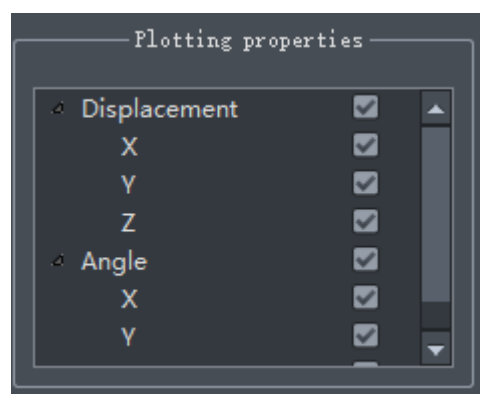 Plotting properties
Displacement
X
Y
Z
Angle
X
Y